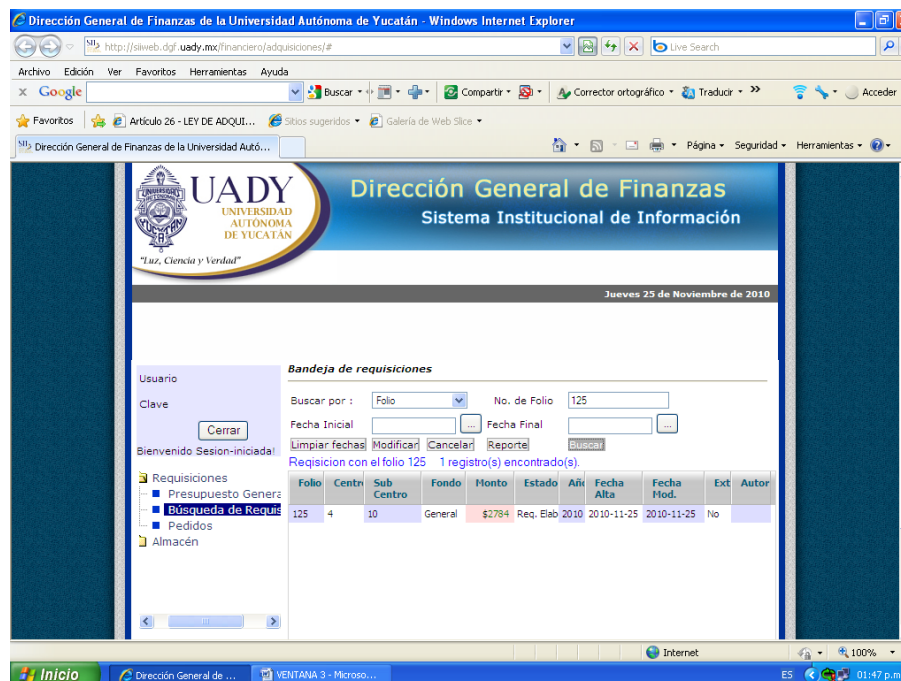 Dirección General de Finanzas de la Universidad Autónoma de Yucatán - Windows Internet Explorer
http://siiweb.dgf.uady.mx/financiero/adquisiciones/#
Live Search
Archivo Edición Ver Favoritos Herramientas Ayuda
x Google Buscar Compartir Corrector ortográfico Traducir >> Acceder
Favoritos Artículo 26 - LEY DE ADQUI... Sitios sugeridos Galería de Web Slice
Dirección General de Finanzas de la Universidad Autó... Página Seguridad Herramientas
UADY
UNIVERSIDAD
AUTÓNOMA
DE YUCATÁN
"Luz, Ciencia y Verdad"
Dirección General de Finanzas
Sistema Institucional de Información
Jueves 25 de Noviembre de 2010
Usuario
Clave
Cerrar
Bienvenido Sesion-iniciada!
Requisiciones
Presupuesto Genera
Búsqueda de Requis
Pedidos
Almacén
Bandeja de requisiciones
Buscar por : Folio No. de Folio 125
Fecha Inicial ... Fecha Final ...
Limpiar fechas Modificar Cancelar Reporte Buscar
Reqisicion con el folio 125 1 registro(s) encontrado(s).
Folio Centro Sub Centro Fondo Monto Estado Año Fecha Alta Fecha Mod. Ext Autor
125 4 10 General $2784 Req. Elab 2010 2010-11-25 2010-11-25 No
Internet 100%
Inicio Dirección General de ... VENTANA 3 - Microso... ES 01:47 p.m.